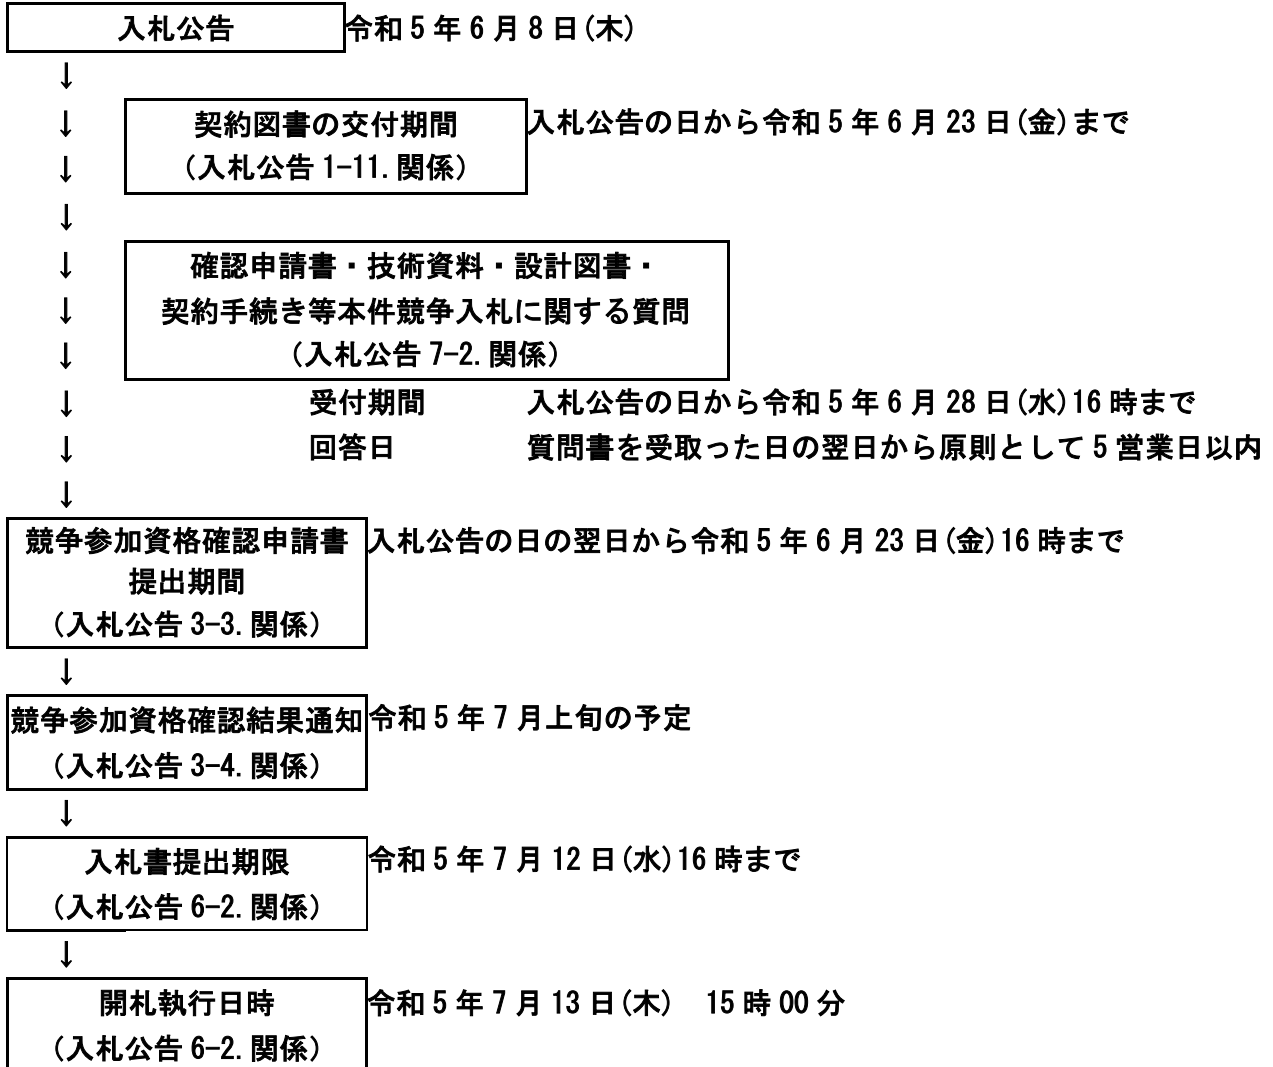 入札公告 令和5年6月8日(木)
↓
↓ 契約図書の交付期間 入札公告の日から令和5年6月23日(金)まで
↓ (入札公告1-11.関係)
↓
↓ 確認申請書・技術資料・設計図書・
↓ 契約手続き等本件競争入札に関する質問
↓ (入札公告7-2.関係)
↓ 受付期間 入札公告の日から令和5年6月28日(水)16時まで
↓ 回答日 質問書を受取った日の翌日から原則として5営業日以内
↓
競争参加資格確認申請書 入札公告の日の翌日から令和5年6月23日(金)16時まで
提出期間
(入札公告3-3.関係)
↓
競争参加資格確認結果通知 令和5年7月上旬の予定
(入札公告3-4.関係)
↓
入札書提出期限 令和5年7月12日(水)16時まで
(入札公告6-2.関係)
↓
開札執行日時 令和5年7月13日(木) 15時00分
(入札公告6-2.関係)